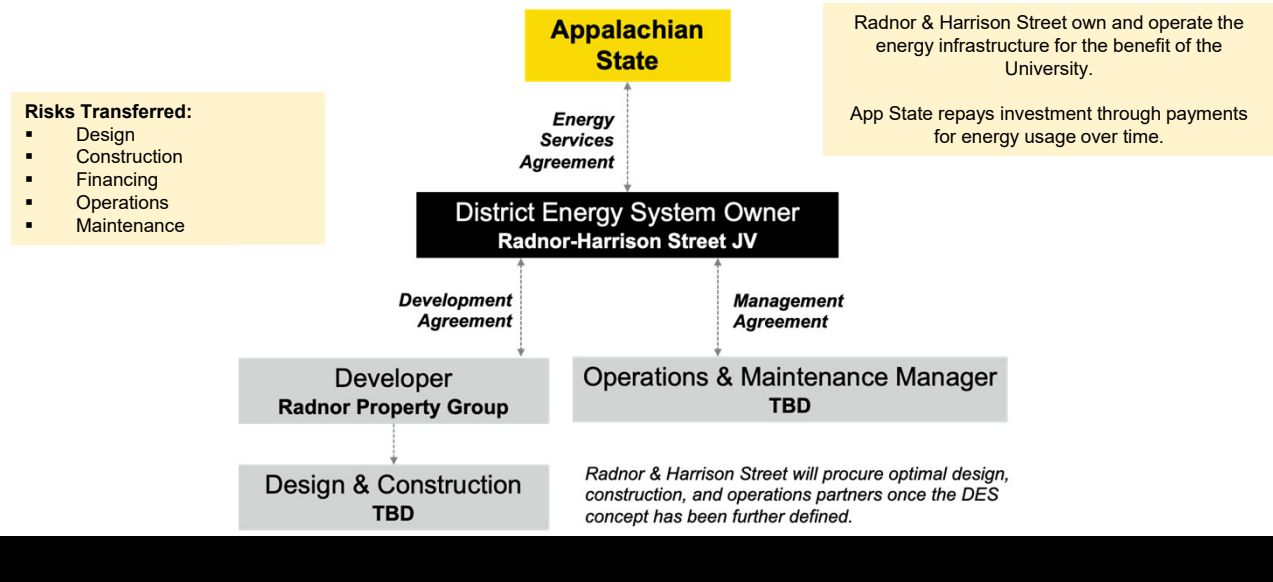 Appalachian
State
Radnor & Harrison Street own and operate the
energy infrastructure for the benefit of the
University.
App State repays investment through payments
for energy usage over time.
Risks Transferred:
▪ Design
▪ Construction
▪ Financing
▪ Operations
▪ Maintenance
Energy
Services
Agreement
District Energy System Owner
Radnor-Harrison Street JV
Development
Agreement
Management
Agreement
Developer
Radnor Property Group
Operations & Maintenance Manager
TBD
Design & Construction
TBD
Radnor & Harrison Street will procure optimal design,
construction, and operations partners once the DES
concept has been further defined.